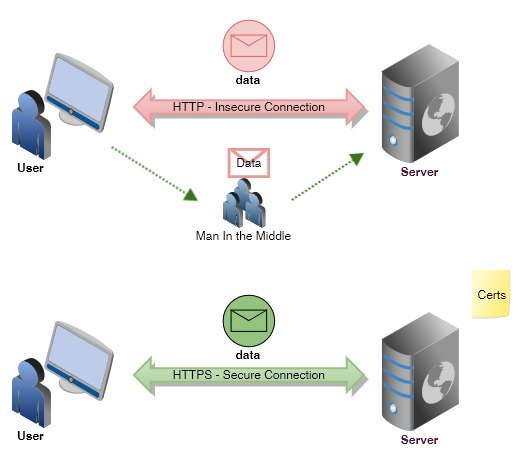 data
HTTP - Insecure Connection
User
Server
Data
Man In the Middle
Certs
data
HTTPS - Secure Connection
User
Server